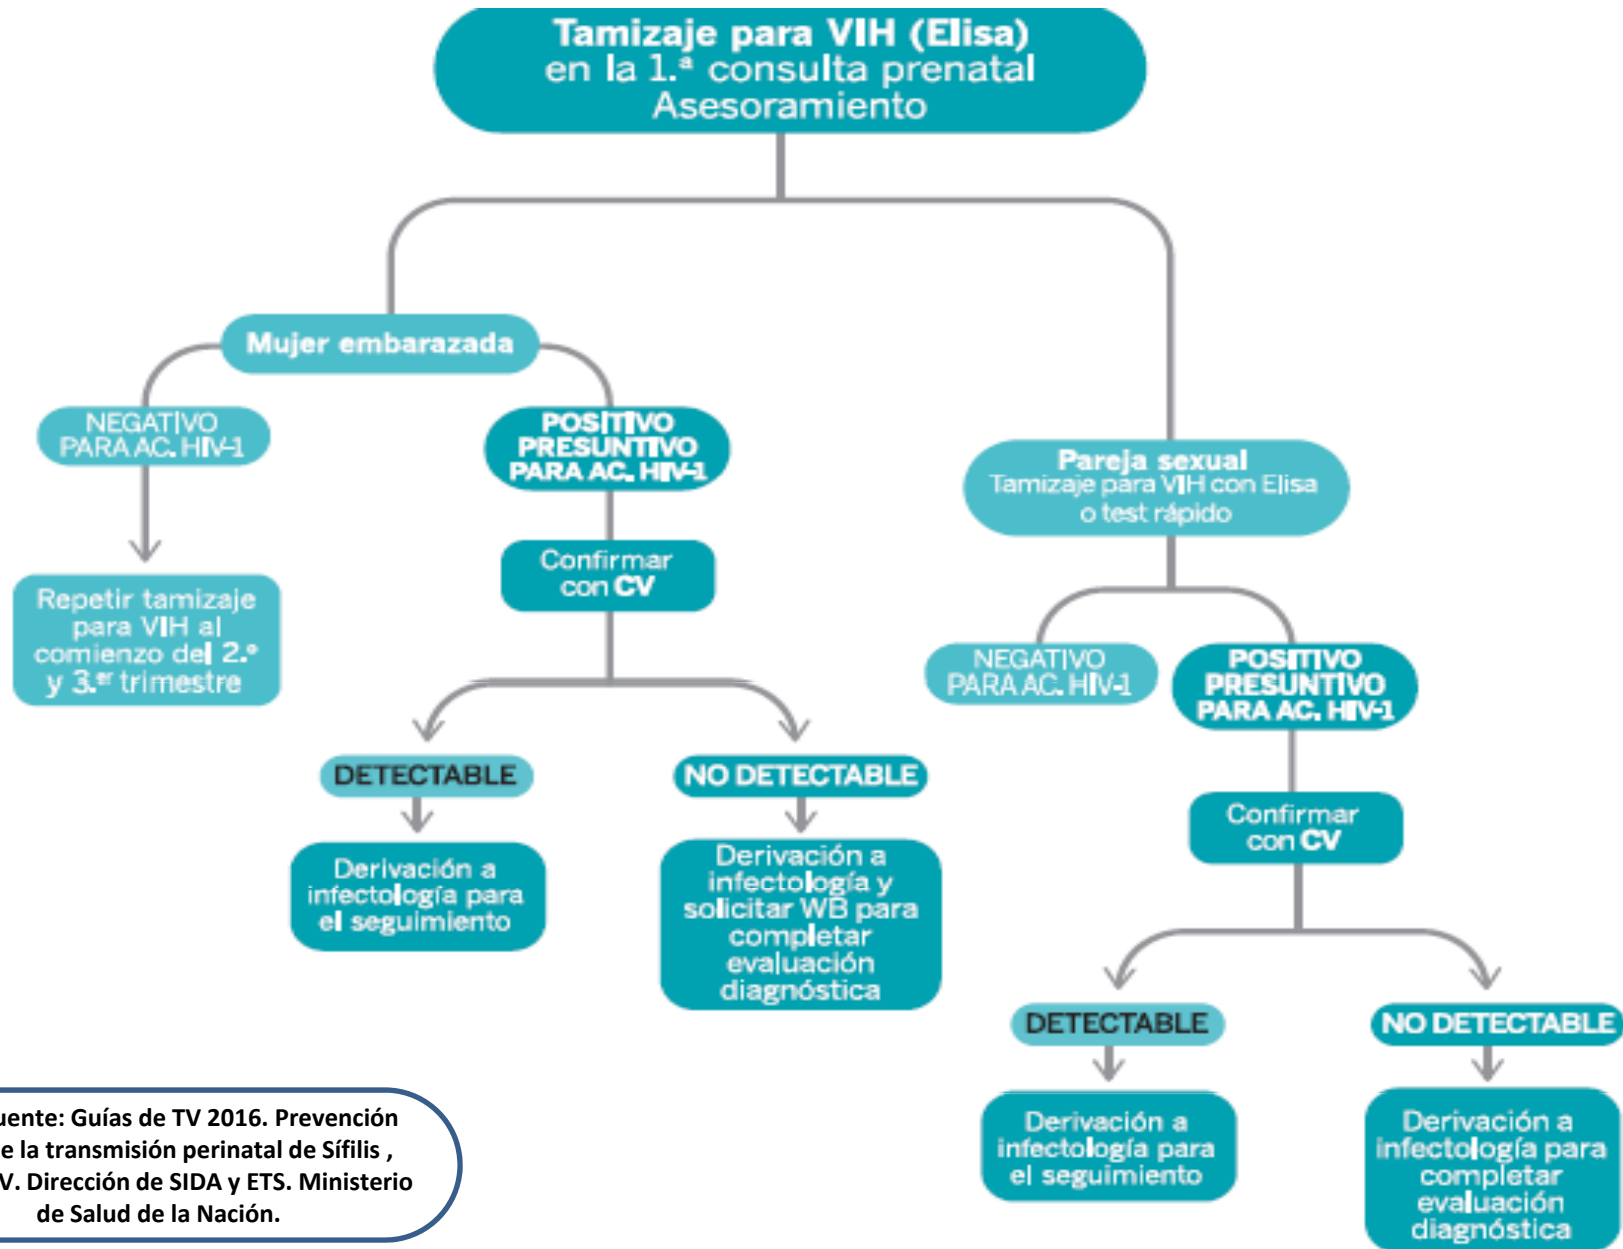 Tamizaje para VIH (Elisa)
en la 1.ª consulta prenatal
Asesoramiento
Mujer embarazada
NEGATIVO
PARA AC. HIV-1
Repetir tamizaje
para VIH al
comienzo del 2.º
y 3.er trimestre
POSITIVO
PRESUNTIVO
PARA AC. HIV-1
Confirmar
con CV
DETECTABLE
Derivación a
infectología para
el seguimiento
NO DETECTABLE
Derivación a
infectología y
solicitar WB para
completar
evaluación
diagnóstica
Pareja sexual
Tamizaje para VIH con Elisa
o test rápido
NEGATIVO
PARA AC. HIV-1
POSITIVO
PRESUNTIVO
PARA AC. HIV-1
Confirmar
con CV
DETECTABLE
Derivación a
infectología para
el seguimiento
NO DETECTABLE
Derivación a
infectología para
completar
evaluación
diagnóstica
uente: Guías de TV 2016. Prevención
e la transmisión perinatal de Sífilis ,
V. Dirección de SIDA y ETS. Ministerio
de Salud de la Nación.